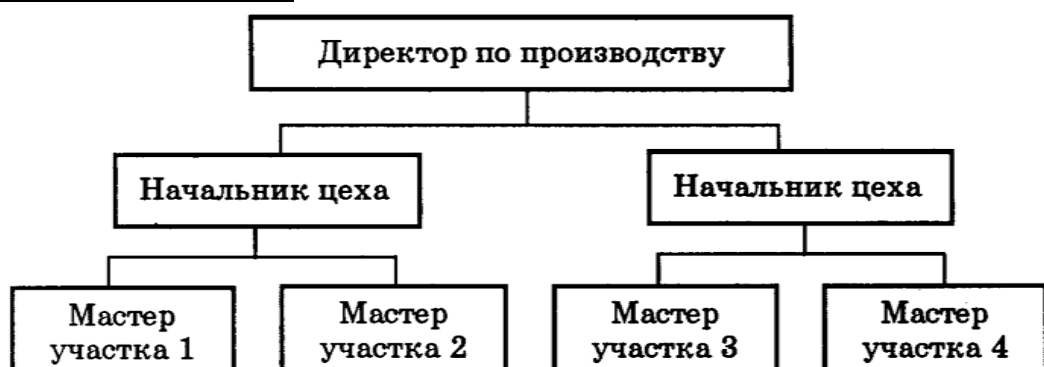 Директор по производству
Начальник цеха
Начальник цеха
Мастер
участка 1
Мастер
участка 2
Мастер
участка 3
Мастер
участка 4